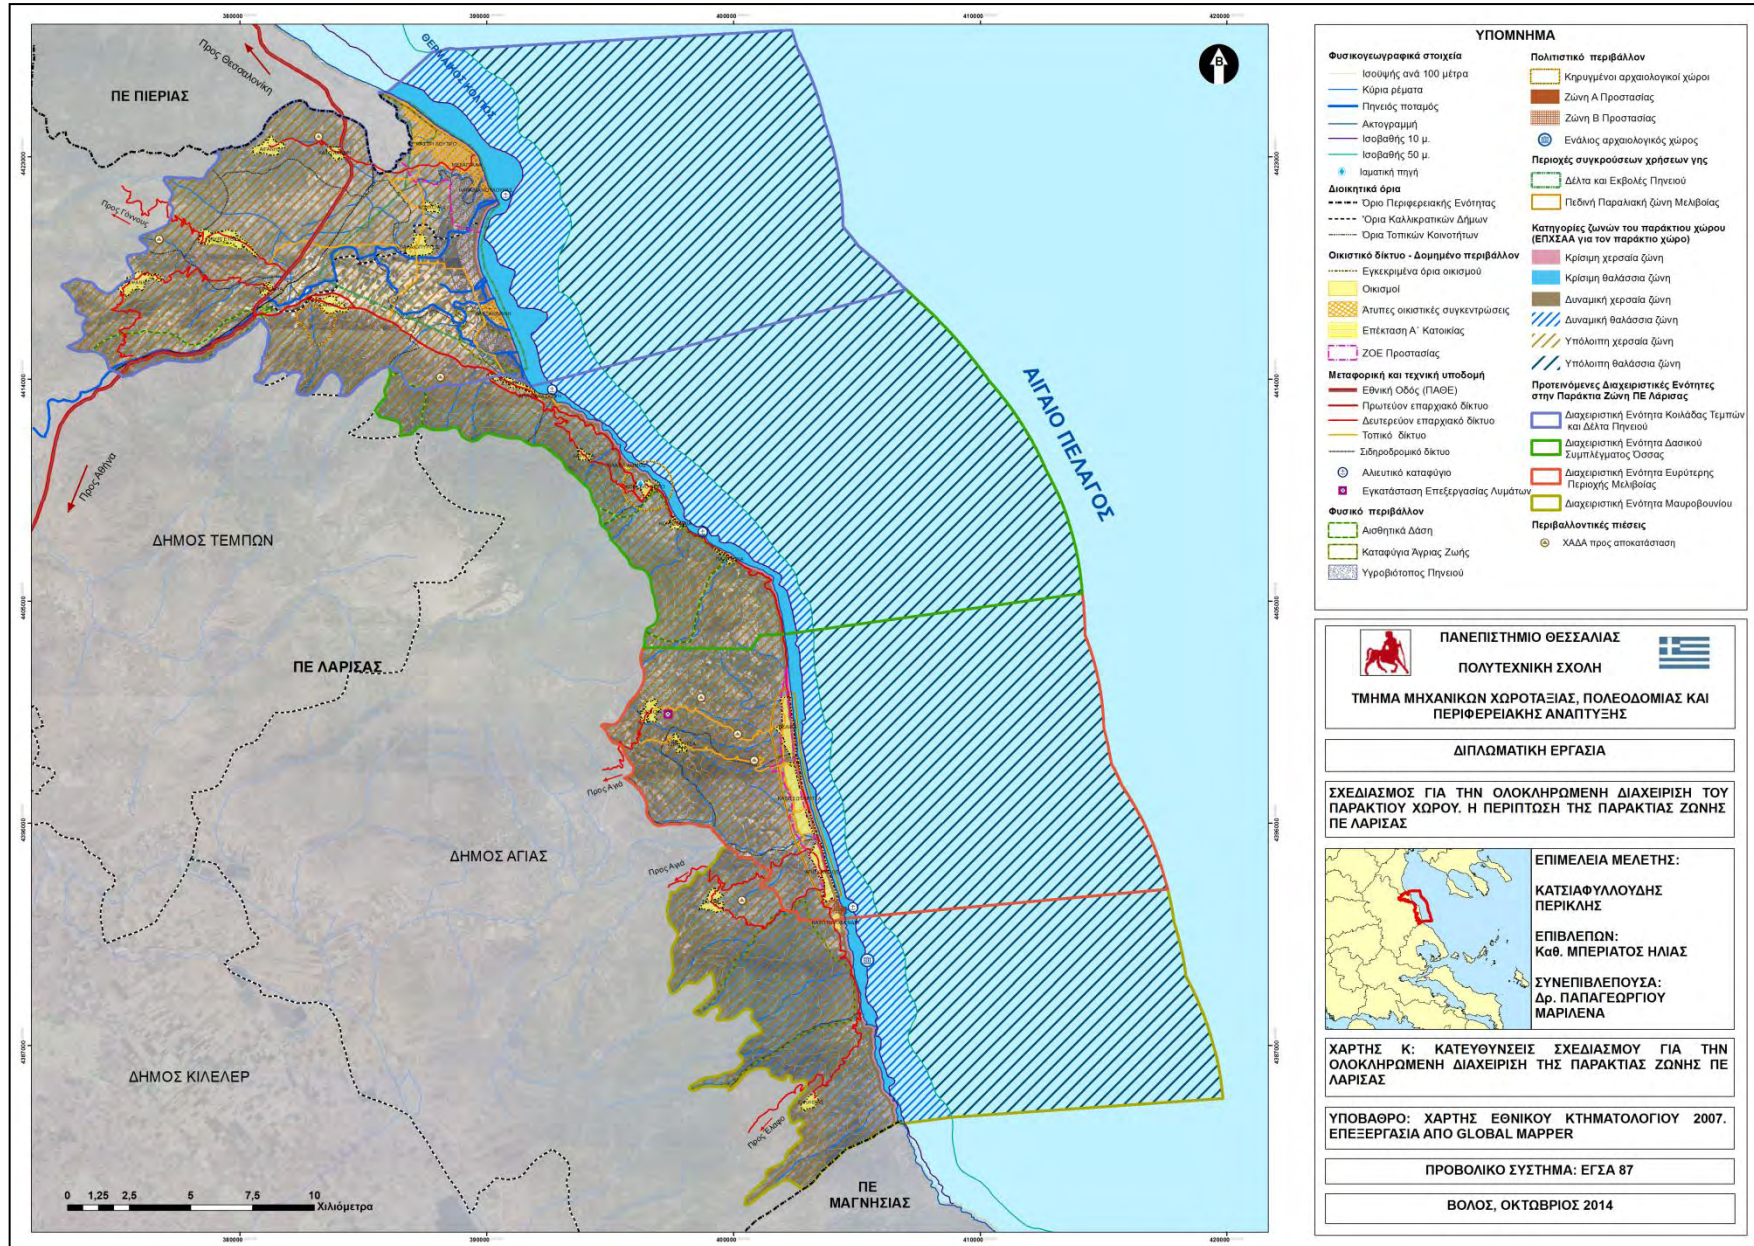 380000
390000
400000
410000
420000
4423000
4414000
4405000
4396000
4387000
ΠΕ ΠΙΕΡΙΑΣ
Προς Θεσσαλονίκη
ΘΕΡΜΑΪΚΟΣ ΚΟΛΠΟΣ
Προς Γόννους
Προς Αθήνα
ΔΗΜΟΣ ΤΕΜΠΩΝ
ΑΙΓΑΙΟ ΠΕΛΑΓΟΣ
ΠΕ ΛΑΡΙΣΑΣ
Προς Αγιά
ΔΗΜΟΣ ΑΓΙΑΣ
Προς Αγιά
ΔΗΜΟΣ ΚΙΛΕΛΕΡ
Προς Έλαφο
ΠΕ
ΜΑΓΝΗΣΙΑΣ
0 1,25 2,5 5 7,5 10
Χιλιόμετρα
Β
ΥΠΟΜΝΗΜΑ
Φυσικογεωγραφικά στοιχεία
Ισοϋψής ανά 100 μέτρα
Κύρια ρέματα
Πηνειός ποταμός
Ακτογραμμή
Ισοβαθής 10 μ.
Ισοβαθής 50 μ.
Ιαματική πηγή
Διοικητικά όρια
Όριο Περιφερειακής Ενότητας
Όρια Καλλικρατικών Δήμων
Όρια Τοπικών Κοινοτήτων
Οικιστικό δίκτυο - Δομημένο περιβάλλον
Εγκεκριμένα όρια οικισμού
Οικισμοί
Άτυπες οικιστικές συγκεντρώσεις
Επέκταση Α΄ Κατοικίας
ΖΟΕ Προστασίας
Μεταφορική και τεχνική υποδομή
Εθνική Οδός (ΠΑΘΕ)
Πρωτεύον επαρχιακό δίκτυο
Δευτερεύον επαρχιακό δίκτυο
Τοπικό δίκτυο
Σιδηροδρομικό δίκτυο
Αλιευτικό καταφύγιο
Εγκατάσταση Επεξεργασίας Λυμάτων
Φυσικό περιβάλλον
Αισθητικά Δάση
Καταφύγια Άγριας Ζωής
Υγροβιότοπος Πηνειού
Πολιτιστικό περιβάλλον
Κηρυγμένοι αρχαιολογικοί χώροι
Ζώνη Α Προστασίας
Ζώνη Β Προστασίας
Ενάλιος αρχαιολογικός χώρος
Περιοχές συγκρούσεων χρήσεων γης
Δέλτα και Εκβολές Πηνειού
Πεδινή Παραλιακή ζώνη Μελιβοίας
Κατηγορίες ζωνών του παράκτιου χώρου
(ΕΠΧΣΑΑ για τον παράκτιο χώρο)
Κρίσιμη χερσαία ζώνη
Κρίσιμη θαλάσσια ζώνη
Δυναμική χερσαία ζώνη
Δυναμική θαλάσσια ζώνη
Υπόλοιπη χερσαία ζώνη
Υπόλοιπη θαλάσσια ζώνη
Προτεινόμενες Διαχειριστικές Ενότητες
στην Παράκτια Ζώνη ΠΕ Λάρισας
Διαχειριστική Ενότητα Κοιλάδας Τεμπών
και Δέλτα Πηνειού
Διαχειριστική Ενότητα Δασικού
Συμπλέγματος Όσσας
Διαχειριστική Ενότητα Ευρύτερης
Περιοχής Μελιβοίας
Διαχειριστική Ενότητα Μαυροβουνίου
Περιβαλλοντικές πιέσεις
ΧΑΔΑ προς αποκατάσταση
ΠΑΝΕΠΙΣΤΗΜΙΟ ΘΕΣΣΑΛΙΑΣ
ΠΟΛΥΤΕΧΝΙΚΗ ΣΧΟΛΗ
ΤΜΗΜΑ ΜΗΧΑΝΙΚΩΝ ΧΩΡΟΤΑΞΙΑΣ, ΠΟΛΕΟΔΟΜΙΑΣ ΚΑΙ
ΠΕΡΙΦΕΡΕΙΑΚΗΣ ΑΝΑΠΤΥΞΗΣ
ΔΙΠΛΩΜΑΤΙΚΗ ΕΡΓΑΣΙΑ
ΣΧΕΔΙΑΣΜΟΣ ΓΙΑ ΤΗΝ ΟΛΟΚΛΗΡΩΜΕΝΗ ΔΙΑΧΕΙΡΙΣΗ ΤΟΥ
ΠΑΡΑΚΤΙΟΥ ΧΩΡΟΥ. Η ΠΕΡΙΠΤΩΣΗ ΤΗΣ ΠΑΡΑΚΤΙΑΣ ΖΩΝΗΣ
ΠΕ ΛΑΡΙΣΑΣ
ΕΠΙΜΕΛΕΙΑ ΜΕΛΕΤΗΣ:
ΚΑΤΣΙΑΦΥΛΛΟΥΔΗΣ
ΠΕΡΙΚΛΗΣ
ΕΠΙΒΛΕΠΩΝ:
Καθ. ΜΠΕΡΙΑΤΟΣ ΗΛΙΑΣ
ΣΥΝΕΠΙΒΛΕΠΟΥΣΑ:
Δρ. ΠΑΠΑΓΕΩΡΓΙΟΥ
ΜΑΡΙΛΕΝΑ
ΧΑΡΤΗΣ Κ: ΚΑΤΕΥΘΥΝΣΕΙΣ ΣΧΕΔΙΑΣΜΟΥ ΓΙΑ ΤΗΝ
ΟΛΟΚΛΗΡΩΜΕΝΗ ΔΙΑΧΕΙΡΙΣΗ ΤΗΣ ΠΑΡΑΚΤΙΑΣ ΖΩΝΗΣ ΠΕ
ΛΑΡΙΣΑΣ
ΥΠΟΒΑΘΡΟ: ΧΑΡΤΗΣ ΕΘΝΙΚΟΥ ΚΤΗΜΑΤΟΛΟΓΙΟΥ 2007.
ΕΠΕΞΕΡΓΑΣΙΑ ΑΠΟ GLOBAL MAPPER
ΠΡΟΒΟΛΙΚΟ ΣΥΣΤΗΜΑ: ΕΓΣΑ 87
ΒΟΛΟΣ, ΟΚΤΩΒΡΙΟΣ 2014